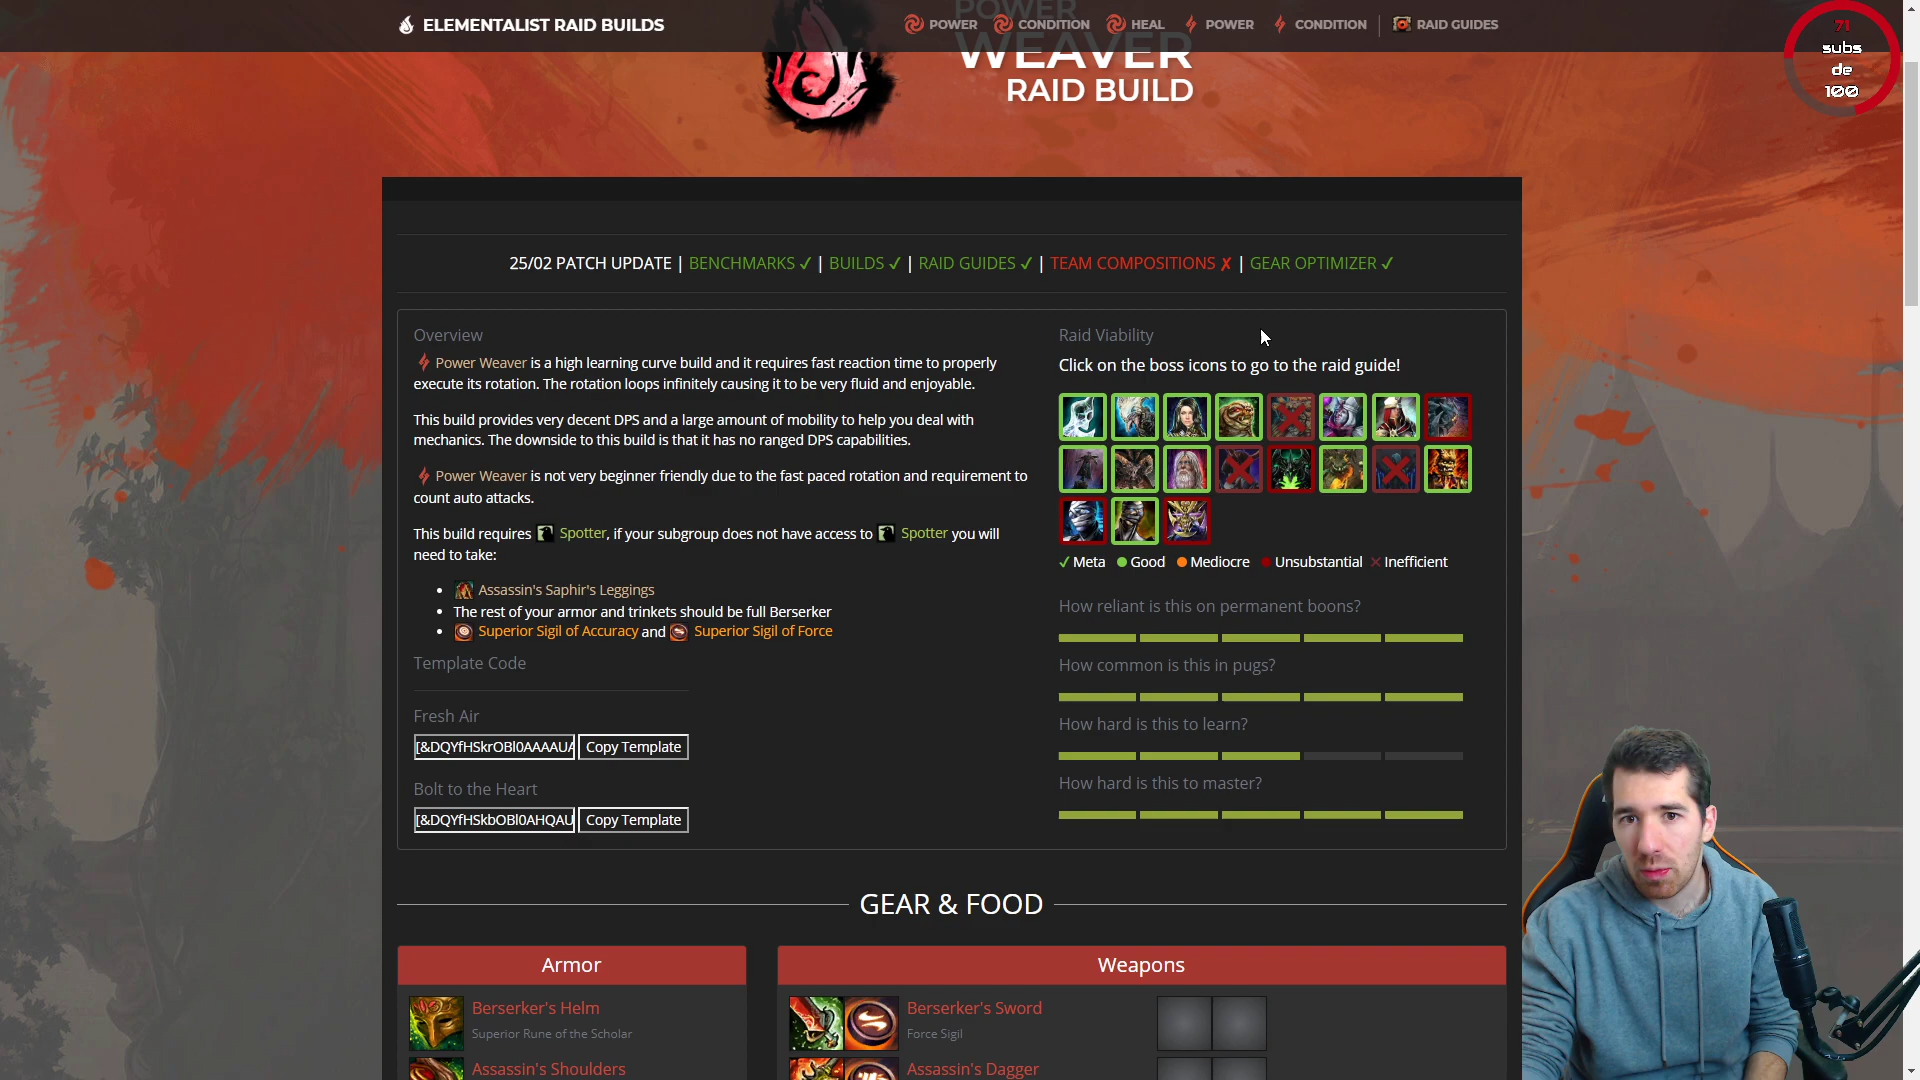 ELEMENTALIST RAID BUILDS
POWER CONDITION HEAL POWER CONDITION RAID GUIDES
POWER
WEAVER
RAID BUILD
71
subs
de
100
25/02 PATCH UPDATE | BENCHMARKS ✓ | BUILDS ✓ | RAID GUIDES ✓ | TEAM COMPOSITIONS ✗ | GEAR OPTIMIZER ✓
Overview
Power Weaver is a high learning curve build and it requires fast reaction time to properly
execute its rotation. The rotation loops infinitely causing it to be very fluid and enjoyable.
This build provides very decent DPS and a large amount of mobility to help you deal with
mechanics. The downside to this build is that it has no ranged DPS capabilities.
Power Weaver is not very beginner friendly due to the fast paced rotation and requirement to
count auto attacks.
This build requires Spotter, if your subgroup does not have access to Spotter you will
need to take:
• Assassin's Saphir's Leggings
• The rest of your armor and trinkets should be full Berserker
• Superior Sigil of Accuracy and Superior Sigil of Force
Template Code
Fresh Air
[&DQYfHSkrOBl0AAAAUA Copy Template
Bolt to the Heart
[&DQYfHSkbOBl0AHQAU Copy Template
Raid Viability
Click on the boss icons to go to the raid guide!
✓ Meta ● Good ● Mediocre ● Unsubstantial ✗ Inefficient
How reliant is this on permanent boons?
How common is this in pugs?
How hard is this to learn?
How hard is this to master?
GEAR & FOOD
Armor
Berserker's Helm
Superior Rune of the Scholar
Assassin's Shoulders
Weapons
Berserker's Sword
Force Sigil
Assassin's Dagger